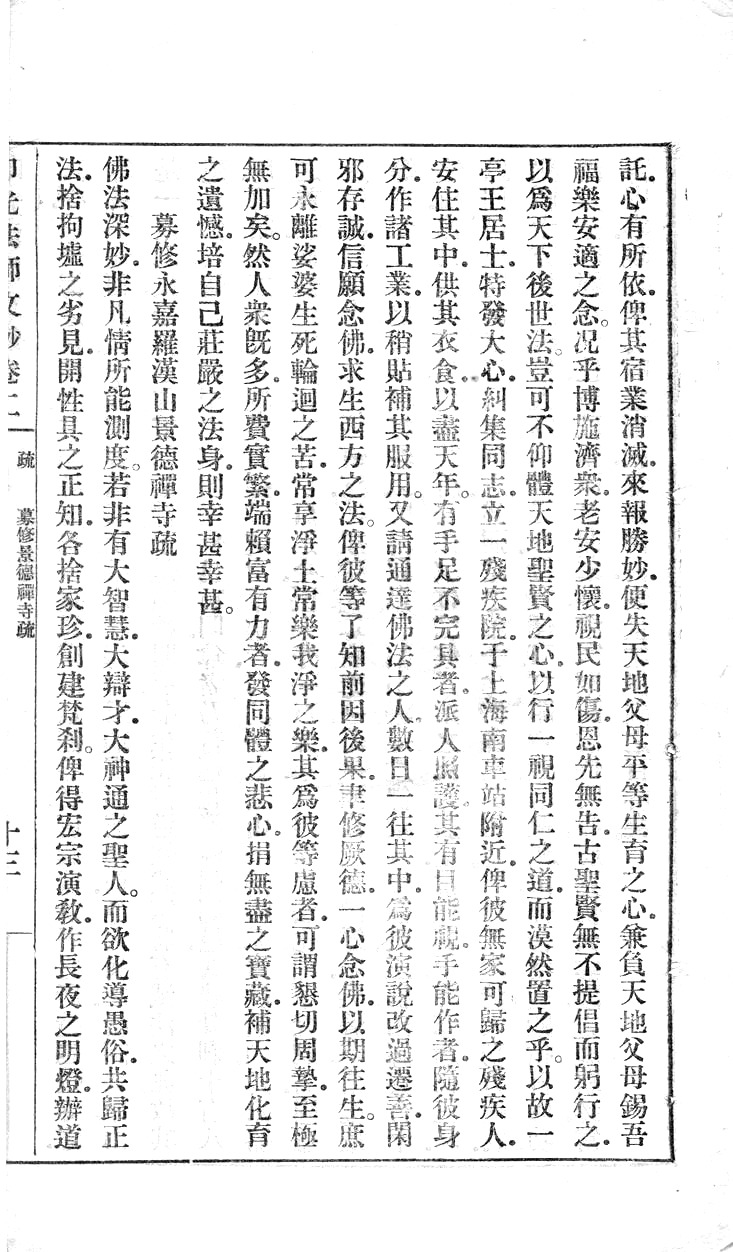 託。心有所依。俾其宿業消滅。來報勝妙。便失天地父母平等生育之心。兼負天地父母錫吾
福樂安適之念。况乎博施濟衆。老安少懷。視民如傷。恩先無告。古聖賢無不提倡而躬行之。
以爲天下後世法。豈可不仰體天地聖賢之心。以行一視同仁之道。而漠然置之乎。以故一
亭王居士。特發大心。糾集同志。立一殘疾院。于上海南車站附近。俾彼無家可歸之殘疾人。
安住其中。供其衣食。以盡天年。有手足不完具者。派人照護。其有目能視。手能作者。隨彼身
分。作諸工業。以稍貼補其服用。又請通達佛法之人。數日一往其中。爲彼演說改過遷善。閑
邪存誠。信願念佛。求生西方之法。俾彼等了知前因後果。聿修厥德。一心念佛。以期往生。庶
可永離娑婆生死輪迴之苦。常享淨土常樂我淨之樂。其爲彼等慮者。可謂懇切周摯。至極
無加矣。然人衆旣多。所費實繁。端賴富有力者。發同體之悲心。捐無盡之寶藏。補天地化育
之遺憾。培自己莊嚴之法身。則幸甚幸甚。
募修永嘉羅漢山景德禪寺疏
佛法深妙。非凡情所能測度。若非有大智慧。大辯才。大神通之聖人。而欲化導愚俗。共歸正
法。捨拘墟之劣見。開性具之正知。各捨家珍。創建梵刹。俾得宏宗演敎。作長夜之明燈。辦道
印光法師文鈔卷二 疏 募修景德禪寺疏 十三